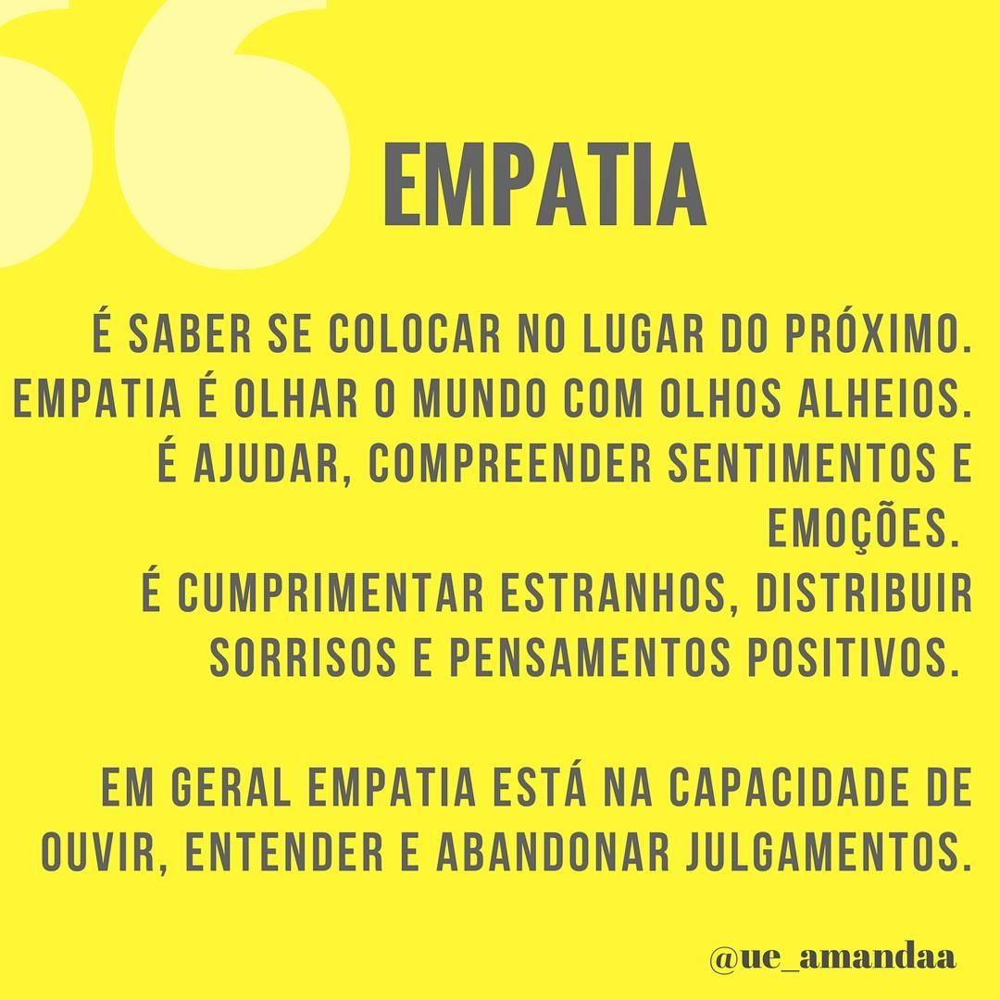 EMPATIA
É SABER SE COLOCAR NO LUGAR DO PRÓXIMO.
EMPATIA É OLHAR O MUNDO COM OLHOS ALHEIOS.
É AJUDAR, COMPREENDER SENTIMENTOS E
EMOÇÕES.
É CUMPRIMENTAR ESTRANHOS, DISTRIBUIR
SORRISOS E PENSAMENTOS POSITIVOS.
EM GERAL EMPATIA ESTÁ NA CAPACIDADE DE
OUVIR, ENTENDER E ABANDONAR JULGAMENTOS.
@ue_amandaa